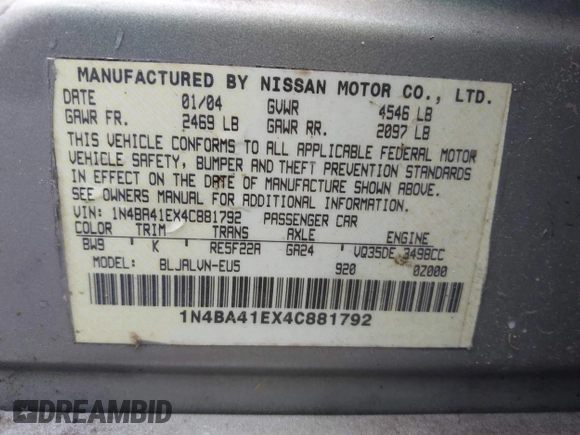 MANUFACTURED BY NISSAN MOTOR CO., LTD.
DATE 01/04 GVWR 4546 LB
GAWR FR. 2469 LB GAWR RR. 2097 LB
THIS VEHICLE CONFORMS TO ALL APPLICABLE FEDERAL MOTOR
VEHICLE SAFETY, BUMPER AND THEFT PREVENTION STANDARDS
IN EFFECT ON THE DATE OF MANUFACTURE SHOWN ABOVE.
SEE OWNERS MANUAL FOR ADDITIONAL INFORMATION.
VIN: 1N4BA41EX4C881792 PASSENGER CAR
COLOR TRIM TRANS AXLE ENGINE
BW9 K RE5F22A GA24 VQ35DE 3498CC
MODEL: BLJALVN-EU5 920 0Z000
1N4BA41EX4C881792
DREAMBID